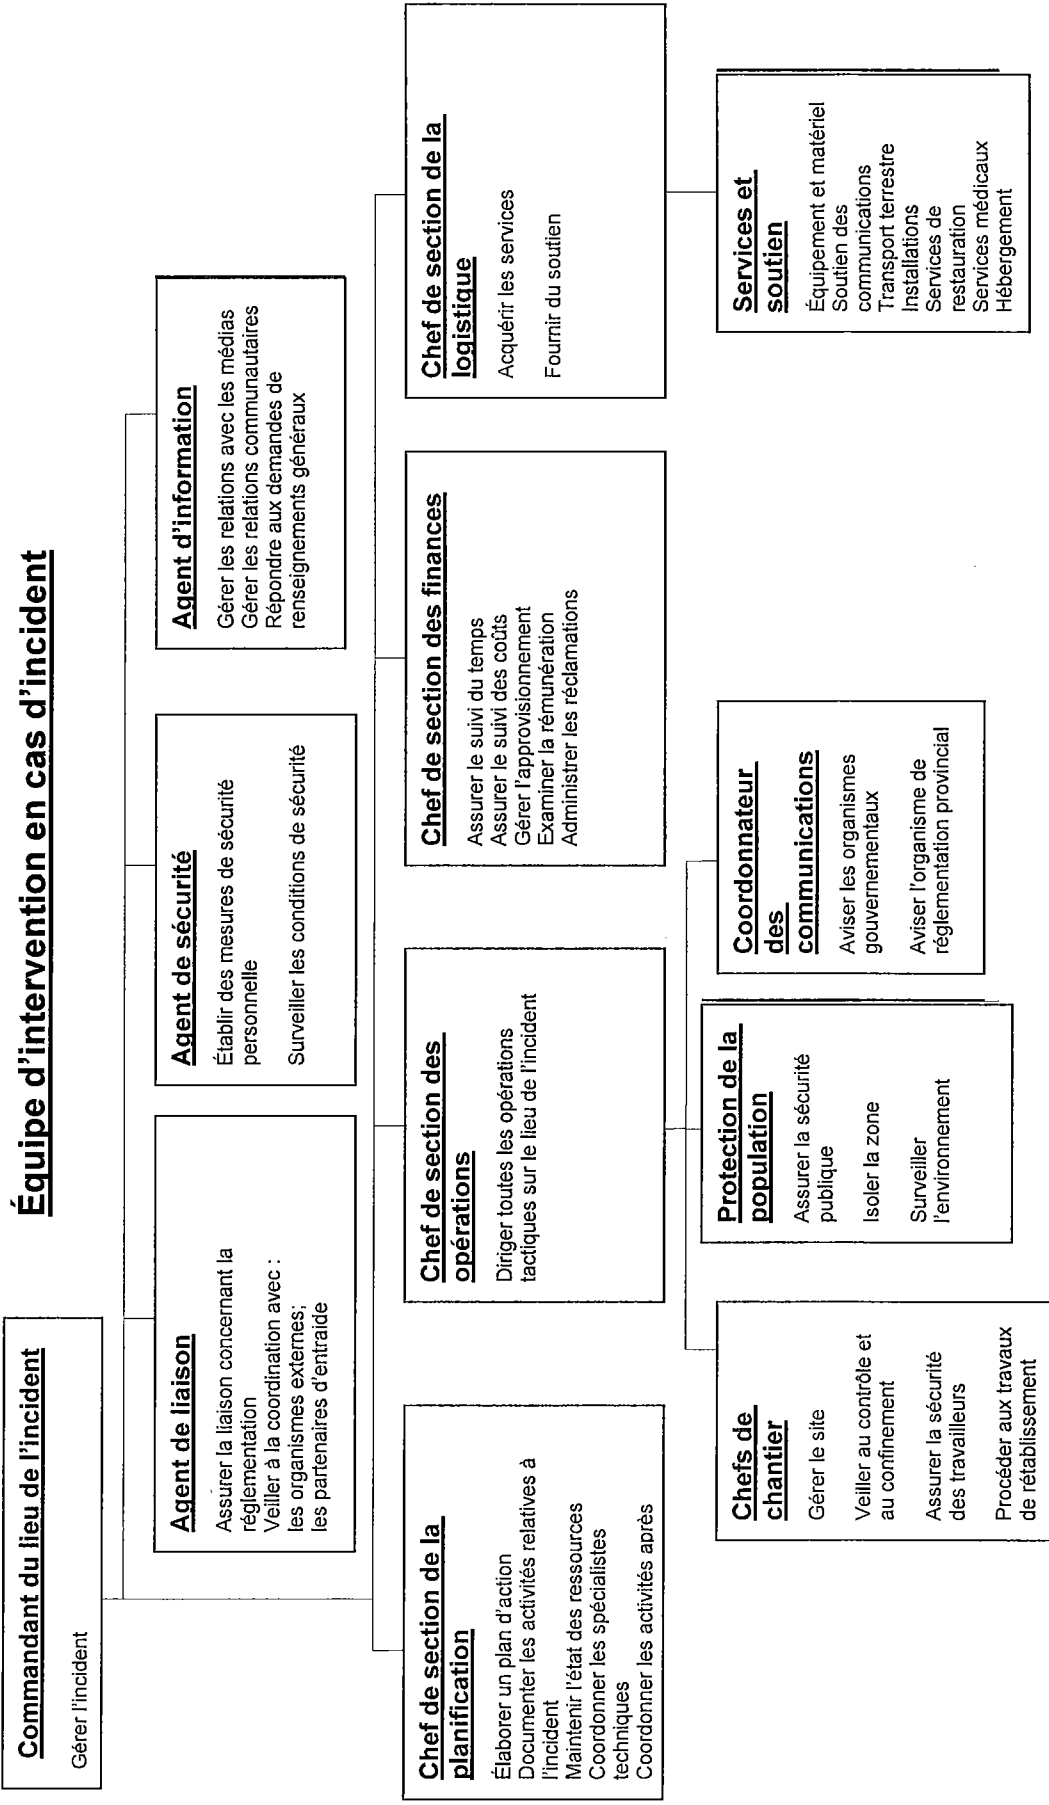 Équipe d'intervention en cas d'incident
Commandant du lieu de l'incident
Gérer l'incident
Agent de liaison
Assurer la liaison concernant la
réglementation
Veiller à la coordination avec :
les organismes externes;
les partenaires d'entraide
Agent de sécurité
Établir des mesures de sécurité
personnelle
Surveiller les conditions de sécurité
Agent d'information
Gérer les relations avec les médias
Gérer les relations communautaires
Répondre aux demandes de
renseignements généraux
Chef de section de la
planification
Élaborer un plan d'action
Documenter les activités relatives à
l'incident
Maintenir l'état des ressources
Coordonner les spécialistes
techniques
Coordonner les activités après
Chef de section des
opérations
Diriger toutes les opérations
tactiques sur le lieu de l'incident
Chef de section des finances
Assurer le suivi du temps
Assurer le suivi des coûts
Gérer l'approvisionnement
Examiner la rémunération
Administrer les réclamations
Chef de section de la
logistique
Acquérir les services
Fournir du soutien
Chefs de
chantier
Gérer le site
Veiller au contrôle et
au confinement
Assurer la sécurité
des travailleurs
Procéder aux travaux
de rétablissement
Protection de la
population
Assurer la sécurité
publique
Isoler la zone
Surveiller
l'environnement
Coordonnateur
des
communications
Aviser les organismes
gouvernementaux
Aviser l'organisme de
réglementation provincial
Services et
soutien
Équipement et matériel
Soutien des
communications
Transport terrestre
Installations
Services de
restauration
Services médicaux
Hébergement